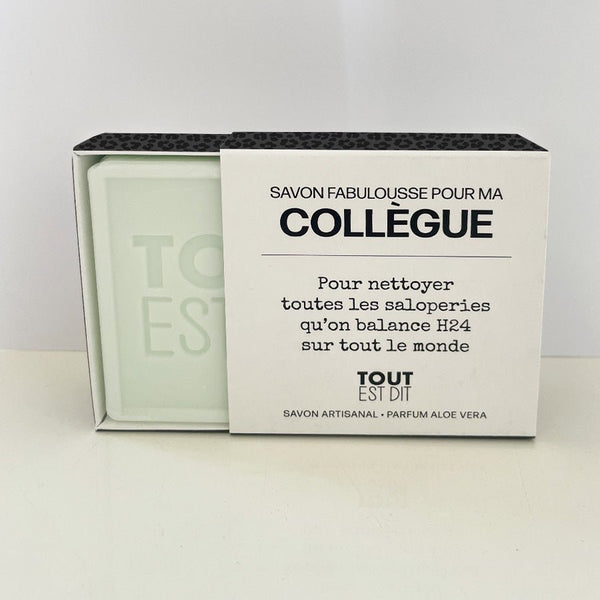 TO
EST
SAVON FABULOUSSE POUR MA
COLLÈGUE
Pour nettoyer
toutes les saloperies
qu'on balance H24
sur tout le monde
TOUT
EST DIT
SAVON ARTISANAL • PARFUM ALOE VERA